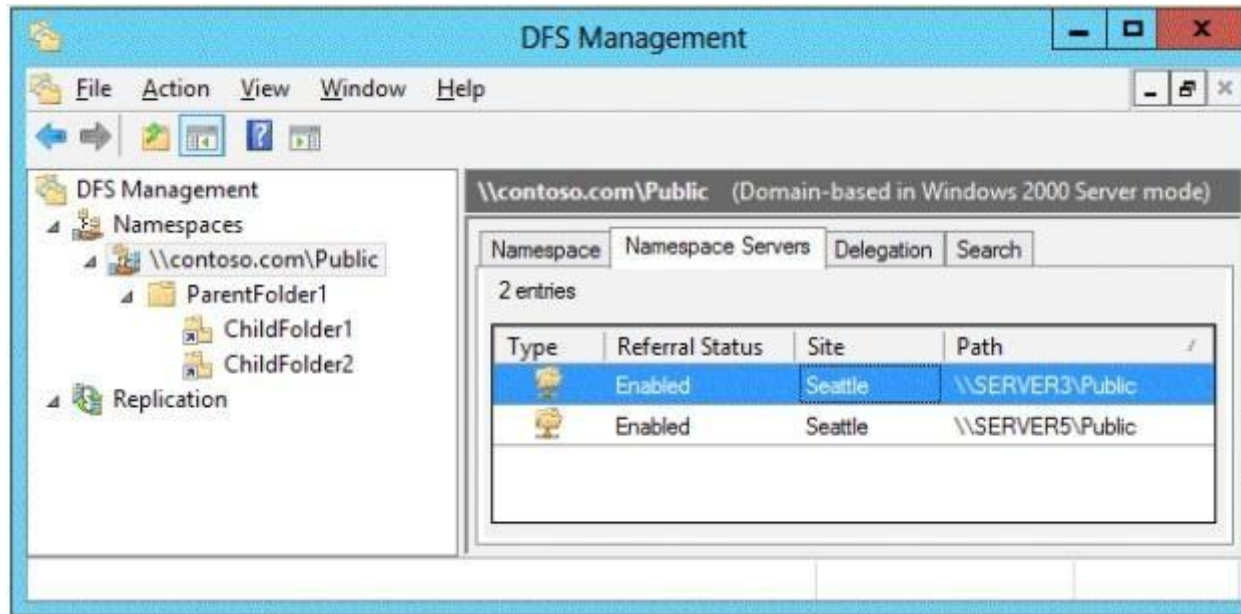 DFS Management
File Action View Window Help
DFS Management
Namespaces
\\contoso.com\Public
ParentFolder1
ChildFolder1
ChildFolder2
Replication
\\contoso.com\Public (Domain-based in Windows 2000 Server mode)
Namespace Namespace Servers Delegation Search
2 entries
Type Referral Status Site Path
Enabled Seattle \\SERVER3\Public
Enabled Seattle \\SERVER5\Public